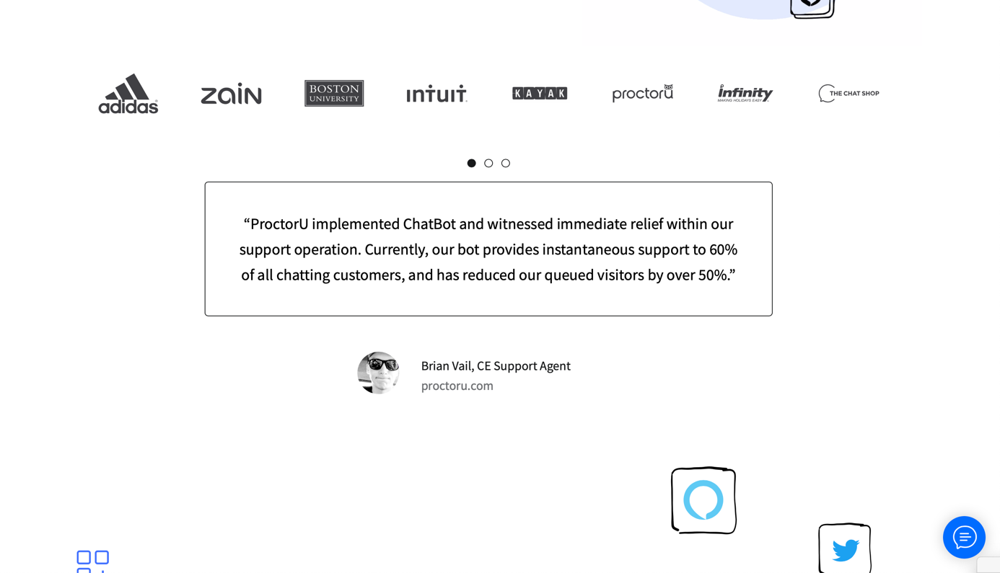 adidas
zain
BOSTON
UNIVERSITY
intuit
KAYAK
proctoru
infinity
MAKING HOLIDAYS EASY
THE CHAT SHOP
“ProctorU implemented ChatBot and witnessed immediate relief within our
support operation. Currently, our bot provides instantaneous support to 60%
of all chatting customers, and has reduced our queued visitors by over 50%.”
Brian Vail, CE Support Agent
proctoru.com